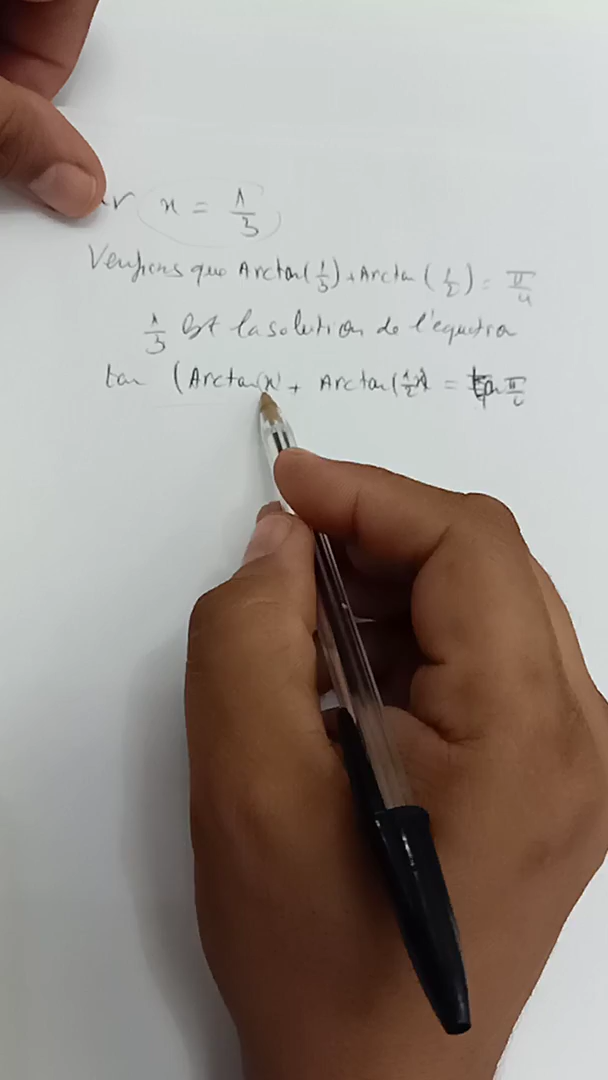 x = 1/3
Verifions que Arctan(1/3)+Arctan(1/2) = π/4
1/3 est la solution de l'equation
tan (Arctan(x) + Arctan(1/2)) = tan π/4